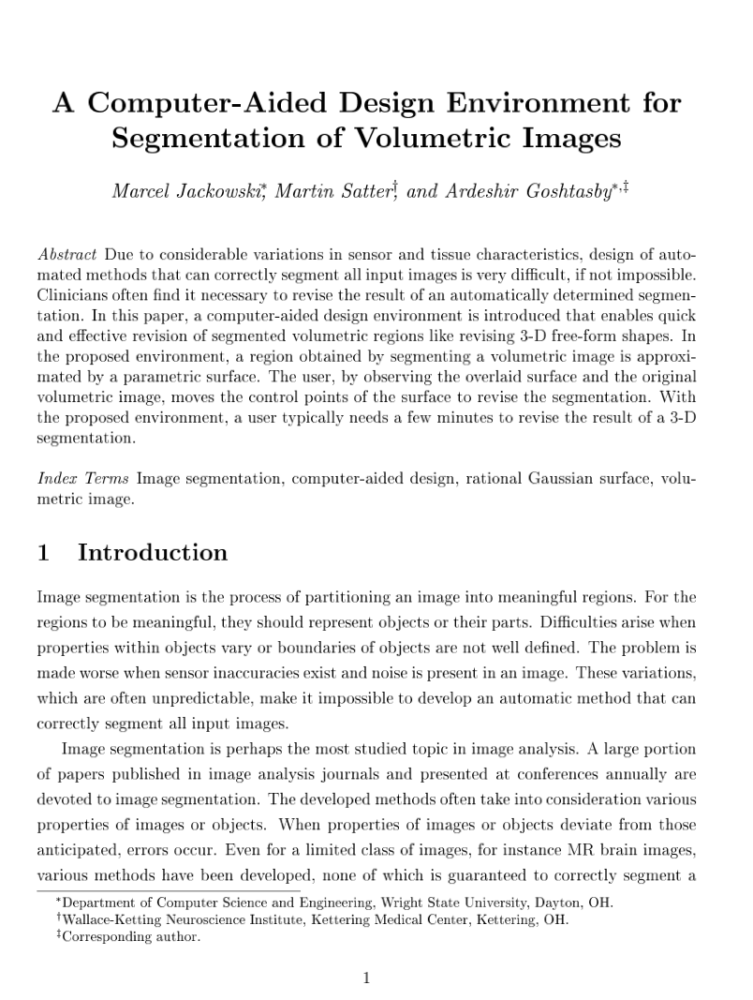 A Computer-Aided Design Environment for
Segmentation of Volumetric Images
Marcel Jackowski*, Martin Satter†, and Ardeshir Goshtasby*,‡
Abstract Due to considerable variations in sensor and tissue characteristics, design of auto-
mated methods that can correctly segment all input images is very difficult, if not impossible.
Clinicians often find it necessary to revise the result of an automatically determined segmen-
tation. In this paper, a computer-aided design environment is introduced that enables quick
and effective revision of segmented volumetric regions like revising 3-D free-form shapes. In
the proposed environment, a region obtained by segmenting a volumetric image is approxi-
mated by a parametric surface. The user, by observing the overlaid surface and the original
volumetric image, moves the control points of the surface to revise the segmentation. With
the proposed environment, a user typically needs a few minutes to revise the result of a 3-D
segmentation.
Index Terms Image segmentation, computer-aided design, rational Gaussian surface, volu-
metric image.
1 Introduction
Image segmentation is the process of partitioning an image into meaningful regions. For the
regions to be meaningful, they should represent objects or their parts. Difficulties arise when
properties within objects vary or boundaries of objects are not well defined. The problem is
made worse when sensor inaccuracies exist and noise is present in an image. These variations,
which are often unpredictable, make it impossible to develop an automatic method that can
correctly segment all input images.
Image segmentation is perhaps the most studied topic in image analysis. A large portion
of papers published in image analysis journals and presented at conferences annually are
devoted to image segmentation. The developed methods often take into consideration various
properties of images or objects. When properties of images or objects deviate from those
anticipated, errors occur. Even for a limited class of images, for instance MR brain images,
various methods have been developed, none of which is guaranteed to correctly segment a
*Department of Computer Science and Engineering, Wright State University, Dayton, OH.
†Wallace-Ketting Neuroscience Institute, Kettering Medical Center, Kettering, OH.
‡Corresponding author.
1